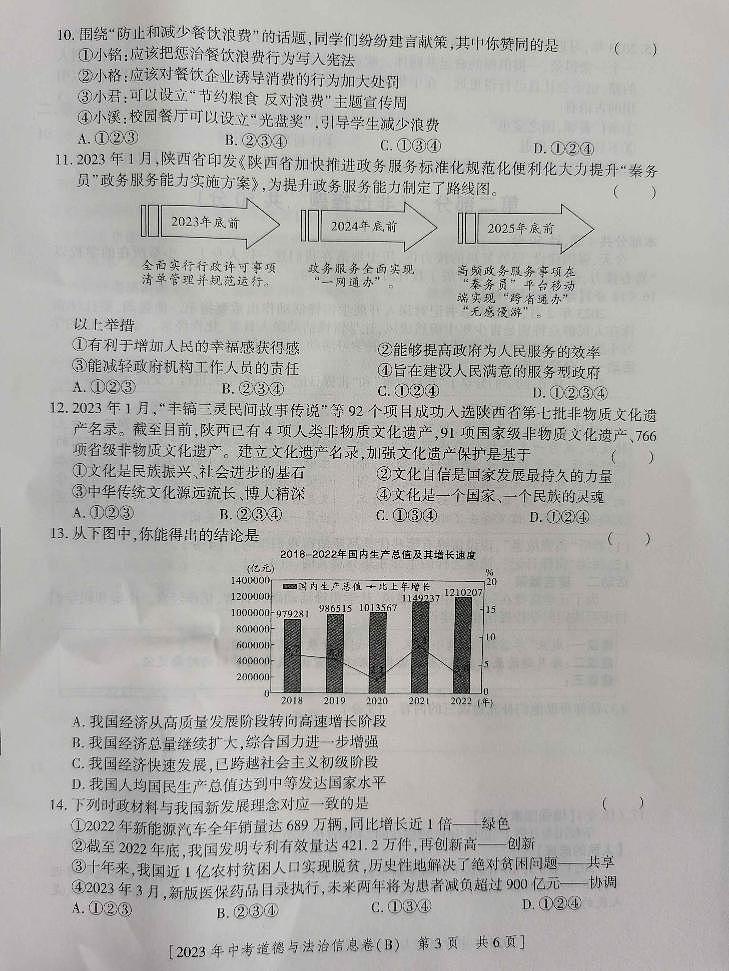 10. 围绕“防止和减少餐饮浪费”的话题,同学们纷纷建言献策,其中你赞同的是 (    )
①小铭:应该把惩治餐饮浪费行为写入宪法
②小格:应该对餐饮企业诱导消费的行为加大处罚
③小君:可以设立“节约粮食 反对浪费”主题宣传周
④小溪:校园餐厅可以设立“光盘奖”,引导学生减少浪费
A. ①②③ B. ②③④ C. ①③④ D. ①②④
11. 2023年1月,陕西省印发《陕西省加快推进政务服务标准化规范化便利化大力提升“秦务
员”政务服务能力实施方案》,为提升政务服务能力制定了路线图。 (    )
2023年底前 2024年底前 2025年底前
全面实行行政许可事项
清单管理并规范运行。
政务服务全面实现
“一网通办”。
高频政务服务事项在
“秦务员”平台移动
端实现“跨省通办”
“无感漫游”。
以上举措
①有利于增加人民的幸福感获得感 ②能够提高政府为人民服务的效率
③能减轻政府机构工作人员的责任 ④旨在建设人民满意的服务型政府
A. ①②③ B. ②③④ C. ①②④ D. ①②③④
12. 2023年1月,“丰镐三灵民间故事传说”等92个项目成功入选陕西省第七批非物质文化遗
产名录。截至目前,陕西已有4项人类非物质文化遗产,91项国家级非物质文化遗产、766
项省级非物质文化遗产。建立文化遗产名录,加强文化遗产保护是基于 (    )
①文化是民族振兴、社会进步的基石 ②文化自信是国家发展最持久的力量
③中华传统文化源远流长、博大精深 ④文化是一个国家、一个民族的灵魂
A. ①②③ B. ②③④ C. ①③④ D. ①②④
13. 从下图中,你能得出的结论是 (    )
2018-2022年国内生产总值及其增长速度
(亿元) %
国内生产总值 比上年增长
1400000 20
1200000
1000000 15
800000
600000 10
400000 5
200000
0 0
979281 986515 1013567 1149237 1210207
2018 2019 2020 2021 2022 (年)
A. 我国经济从高质量发展阶段转向高速增长阶段
B. 我国经济总量继续扩大,综合国力进一步增强
C. 我国经济快速发展,已跨越社会主义初级阶段
D. 我国人均国民生产总值达到中等发达国家水平
14. 下列时政材料与我国新发展理念对应一致的是 (    )
①2022年新能源汽车全年销量达689万辆,同比增长近1倍——绿色
②截至2022年底,我国发明专利有效量达421.2万件,再创新高——创新
③十年来,我国近1亿农村贫困人口实现脱贫,历史性地解决了绝对贫困问题——共享
④2023年3月,新版医保药品目录执行,未来两年将为患者减负超过900亿元——协调
A. ①②③ B. ②③④ C. ①③④ D. ①②④
[2023年中考道德与法治信息卷(B) 第3页 共6页]